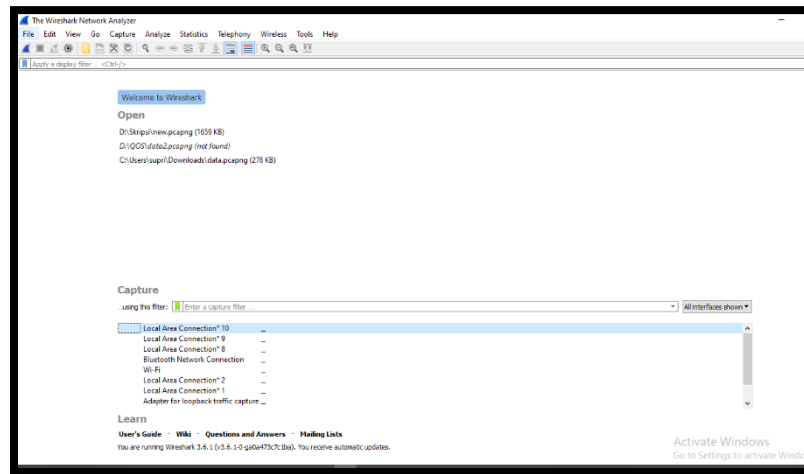 The Wireshark Network Analyzer
File Edit View Go Capture Analyze Statistics Telephony Wireless Tools Help
Apply a display filter ... <Ctrl-/>
Welcome to Wireshark
Open
D:\Skripsi\new.pcapng (1659 KB)
D:\QOS\data2.pcapng (not found)
C:\Users\supri\Downloads\data.pcapng (278 KB)
Capture
...using this filter: Enter a capture filter ... All interfaces shown
Local Area Connection* 10
Local Area Connection* 9
Local Area Connection* 8
Bluetooth Network Connection
Wi-Fi
Local Area Connection* 2
Local Area Connection* 1
Adapter for loopback traffic capture
Learn
User's Guide · Wiki · Questions and Answers · Mailing Lists
You are running Wireshark 3.6.1 (v3.6.1-0-ga0a473c7c1ba). You receive automatic updates.
Activate Windows
Go to Settings to activate Windo